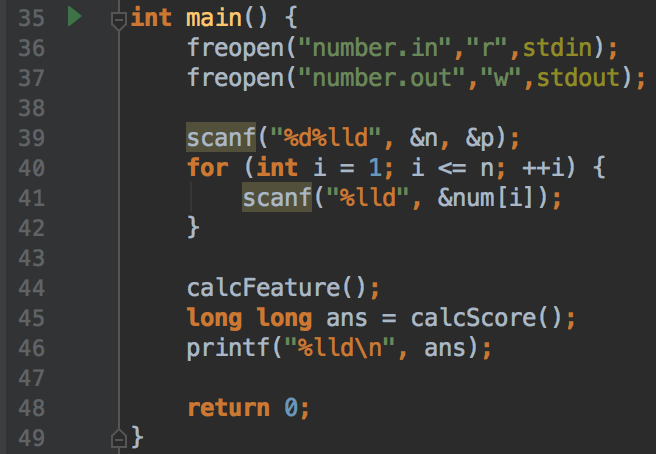 35 int main() {
36 freopen("number.in","r",stdin);
37 freopen("number.out","w",stdout);
38
39 scanf("%d%lld", &n, &p);
40 for (int i = 1; i <= n; ++i) {
41 scanf("%lld", &num[i]);
42 }
43
44 calcFeature();
45 long long ans = calcScore();
46 printf("%lld\n", ans);
47
48 return 0;
49 }